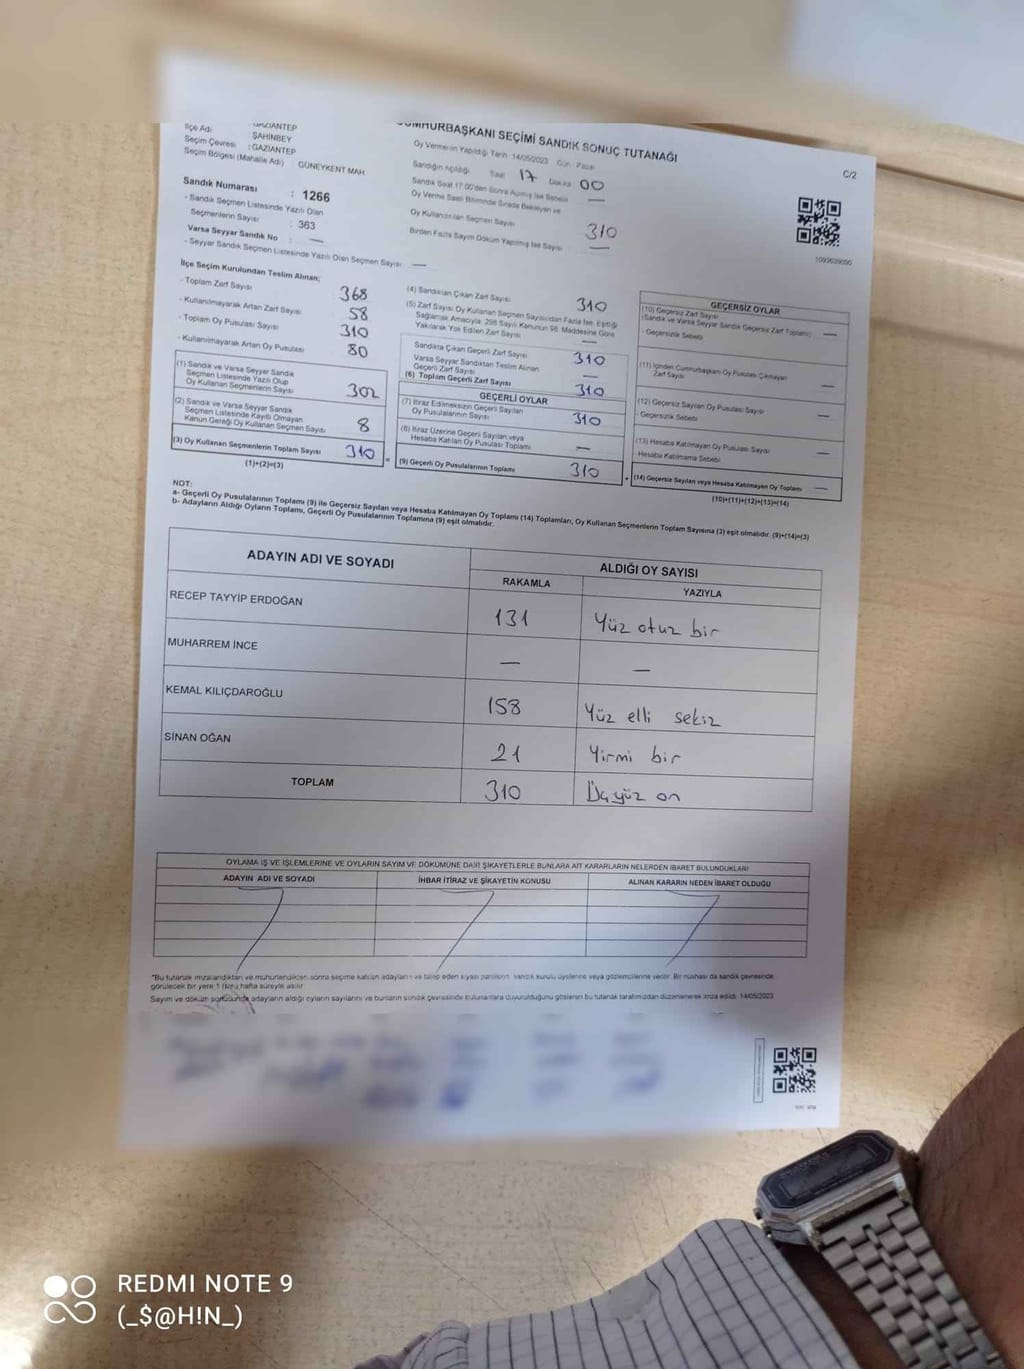 GAZİANTEP
İlçe Adı : ŞAHİNBEY
Seçim Çevresi : GAZİANTEP
Seçim Bölgesi (Mahalle Adı) GÜNEYKENT MAH
Sandık Numarası : 1266
- Sandık Seçmen Listesinde Yazılı Olan
Seçmenlerin Sayısı : 363
Varsa Seyyar Sandık No : —
- Seyyar Sandık Seçmen Listesinde Yazılı Olan Seçmen Sayısı —
CUMHURBAŞKANI SEÇİMİ SANDIK SONUÇ TUTANAĞI
Oy Vermenin Yapıldığı Tarih :14/05/2023 Gün : Pazar
Sandığın Açıldığı Saat 17 Dakika 00
Sandık Saat 17.00'den Sonra Açılmış İse Sebebi —
Oy Verme Saati Bitiminde Sırada Bekleyen ve
Oy Kullandırılan Seçmen Sayısı 310
Birden Fazla Sayım Döküm Yapılmış İse Sayısı —
C/2
1093639090
İlçe Seçim Kurulundan Teslim Alınan;
- Toplam Zarf Sayısı 368
- Kullanılmayarak Artan Zarf Sayısı 58
- Toplam Oy Pusulası Sayısı 310
- Kullanılmayarak Artan Oy Pusulası 80
(1) Sandık ve Varsa Seyyar Sandık
Seçmen Listesinde Yazılı Olup
Oy Kullanan Seçmenlerin Sayısı 302
(2) Sandık ve Varsa Seyyar Sandık
Seçmen Listesinde Kayıtlı Olmayan
Kanun Gereği Oy Kullanan Seçmen Sayısı 8
(3) Oy Kullanan Seçmenlerin Toplam Sayısı 310
(1)+(2)=(3)
(4) Sandıktan Çıkan Zarf Sayısı 310
(5) Zarf Sayısı Oy Kullanan Seçmen Sayısından Fazla İse, Eşitliği
Sağlamak Amacıyla; 298 Sayılı Kanunun 98. Maddesine Göre
Yakılarak Yok Edilen Zarf Sayısı —
Sandıkta Çıkan Geçerli Zarf Sayısı 310
Varsa Seyyar Sandıktan Teslim Alınan
Geçerli Zarf Sayısı —
(6) Toplam Geçerli Zarf Sayısı 310
GEÇERLİ OYLAR
(7) İtiraz Edilmeksizin Geçerli Sayılan
Oy Pusulalarının Sayısı 310
(8) İtiraz Üzerine Geçerli Sayılan veya
Hesaba Katılan Oy Pusulası Toplamı —
(9) Geçerli Oy Pusulalarının Toplamı 310
GEÇERSİZ OYLAR
(10) Geçersiz Zarf Sayısı
(Sandık ve Varsa Seyyar Sandık Geçersiz Zarf Toplamı) —
- Geçersizlik Sebebi
(11) İçinden Cumhurbaşkanı Oy Pusulası Çıkmayan
Zarf Sayısı —
(12) Geçersiz Sayılan Oy Pusulası Sayısı —
- Geçersizlik Sebebi
(13) Hesaba Katılmayan Oy Pusulası Sayısı —
- Hesaba Katılmama Sebebi
(14) Geçersiz Sayılan veya Hesaba Katılmayan Oy Toplamı —
(10)+(11)+(12)+(13)=(14)
NOT:
a- Geçerli Oy Pusulalarının Toplamı (9) ile Geçersiz Sayılan veya Hesaba Katılmayan Oy Toplamı (14) Toplamları, Oy Kullanan Seçmenlerin Toplam Sayısına (3) eşit olmalıdır. (9)+(14)=(3)
b- Adayların Aldığı Oyların Toplamı, Geçerli Oy Pusulalarının Toplamına (9) eşit olmalıdır.
ADAYIN ADI VE SOYADI ALDIĞI OY SAYISI
RAKAMLA YAZIYLA
RECEP TAYYİP ERDOĞAN 131 Yüz otuz bir
MUHARREM İNCE — —
KEMAL KILIÇDAROĞLU 158 Yüz elli sekiz
SİNAN OĞAN 21 Yirmi bir
TOPLAM 310 Üçyüz on
OYLAMA İŞ VE İŞLEMLERİNE VE OYLARIN SAYIM VE DÖKÜMÜNE DAİR ŞİKAYETLERLE BUNLARA AİT KARARLARIN NELERDEN İBARET BULUNDUKLARI
ADAYIN ADI VE SOYADI İHBAR İTİRAZ VE ŞİKAYETİN KONUSU ALINAN KARARIN NEDEN İBARET OLDUĞU
*Bu tutanak imzalandıktan ve mühürlendikten sonra seçime katılan adayların ve talep eden siyasi partilerin sandık kurulu üyelerine veya gözlemcilerine verilir. Bir nüshası da sandık çevresinde
görülecek bir yere 1 (bir) hafta süreyle asılır.
Sayım ve döküm sonucunda adayların aldığı oyların sayılarını ve bunların sandık çevresinde bulunanlara duyurulduğunu gösteren bu tutanak tarafımızdan düzenlenerek imza edildi. 14/05/2023
REDMI NOTE 9
(_$@H!N_)